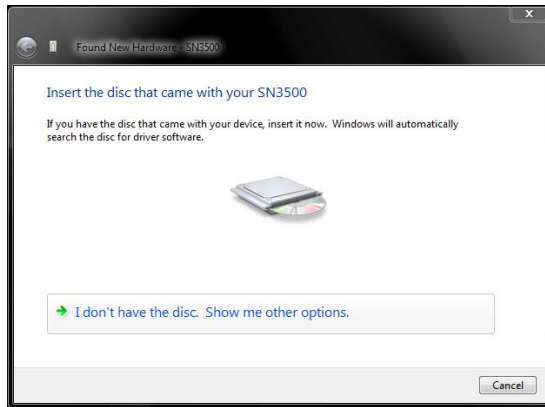 x
Found New Hardware - SN3500
Insert the disc that came with your SN3500
If you have the disc that came with your device, insert it now.  Windows will automatically
search the disc for driver software.
I don't have the disc.  Show me other options.
Cancel